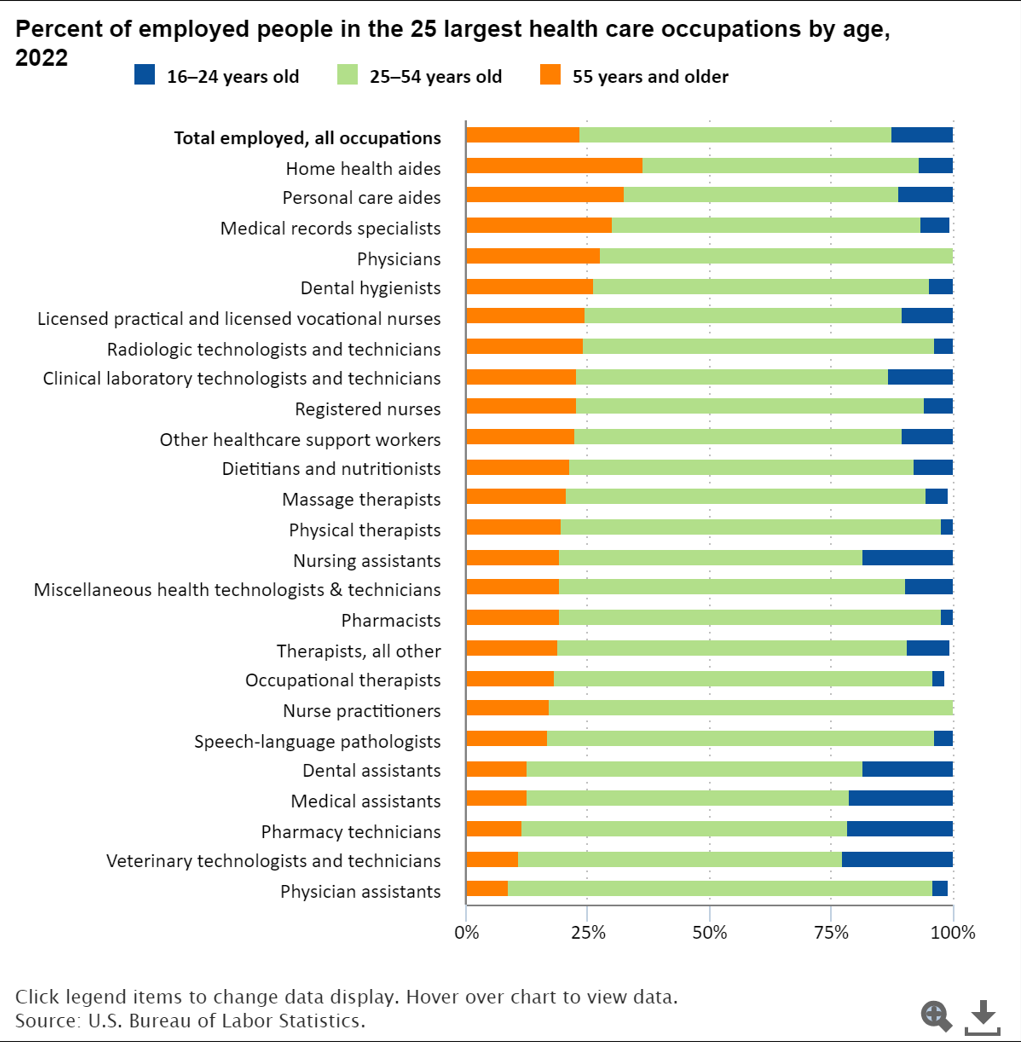 Percent of employed people in the 25 largest health care occupations by age,
2022
16–24 years old 25–54 years old 55 years and older
Total employed, all occupations
Home health aides
Personal care aides
Medical records specialists
Physicians
Dental hygienists
Licensed practical and licensed vocational nurses
Radiologic technologists and technicians
Clinical laboratory technologists and technicians
Registered nurses
Other healthcare support workers
Dietitians and nutritionists
Massage therapists
Physical therapists
Nursing assistants
Miscellaneous health technologists & technicians
Pharmacists
Therapists, all other
Occupational therapists
Nurse practitioners
Speech-language pathologists
Dental assistants
Medical assistants
Pharmacy technicians
Veterinary technologists and technicians
Physician assistants
0% 25% 50% 75% 100%
Click legend items to change data display. Hover over chart to view data.
Source: U.S. Bureau of Labor Statistics.